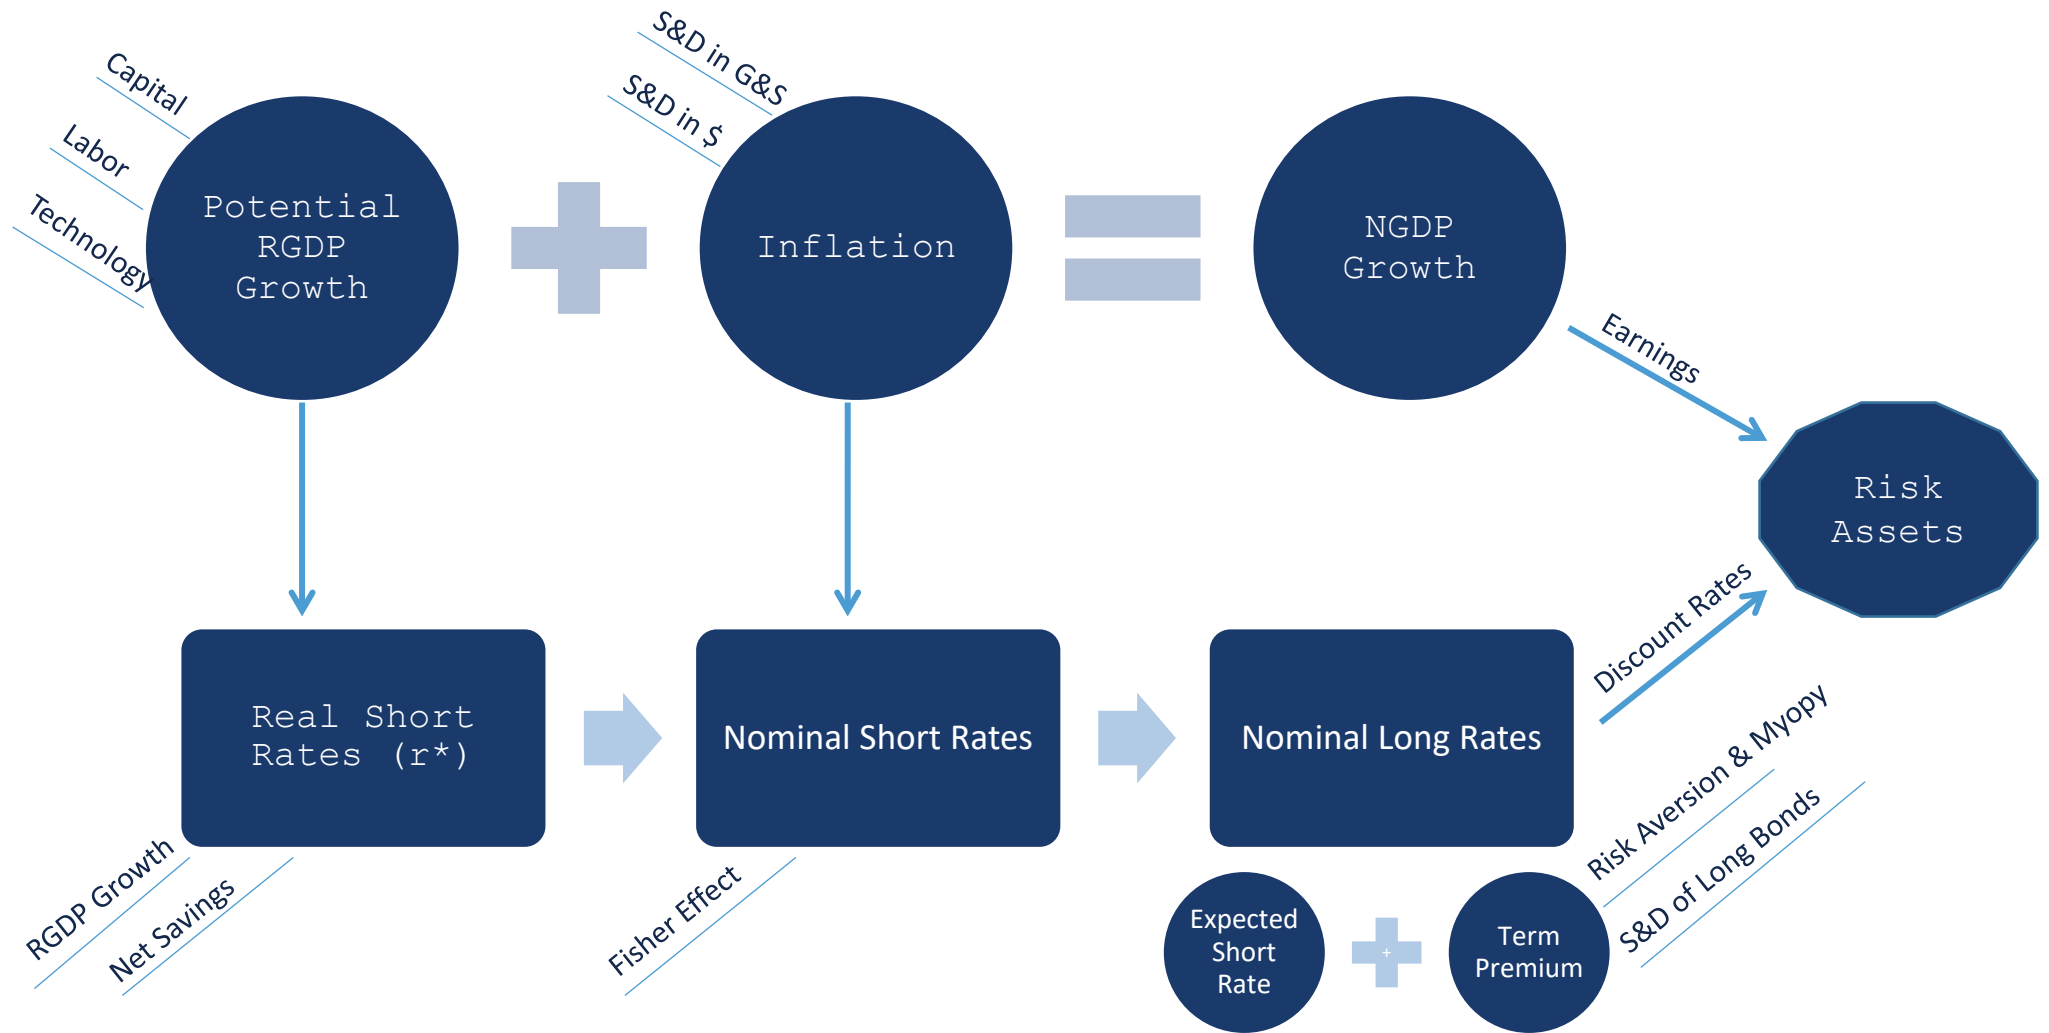 Capital
Labor
Technology
Potential
RGDP
Growth
S&D in G&S
S&D in $
Inflation
NGDP
Growth
Earnings
Risk
Assets
Discount Rates
Real Short
Rates (r*)
Nominal Short Rates
Nominal Long Rates
RGDP Growth
Net Savings
Fisher Effect
Expected
Short
Rate
+
Term
Premium
Risk Aversion & Myopy
S&D of Long Bonds